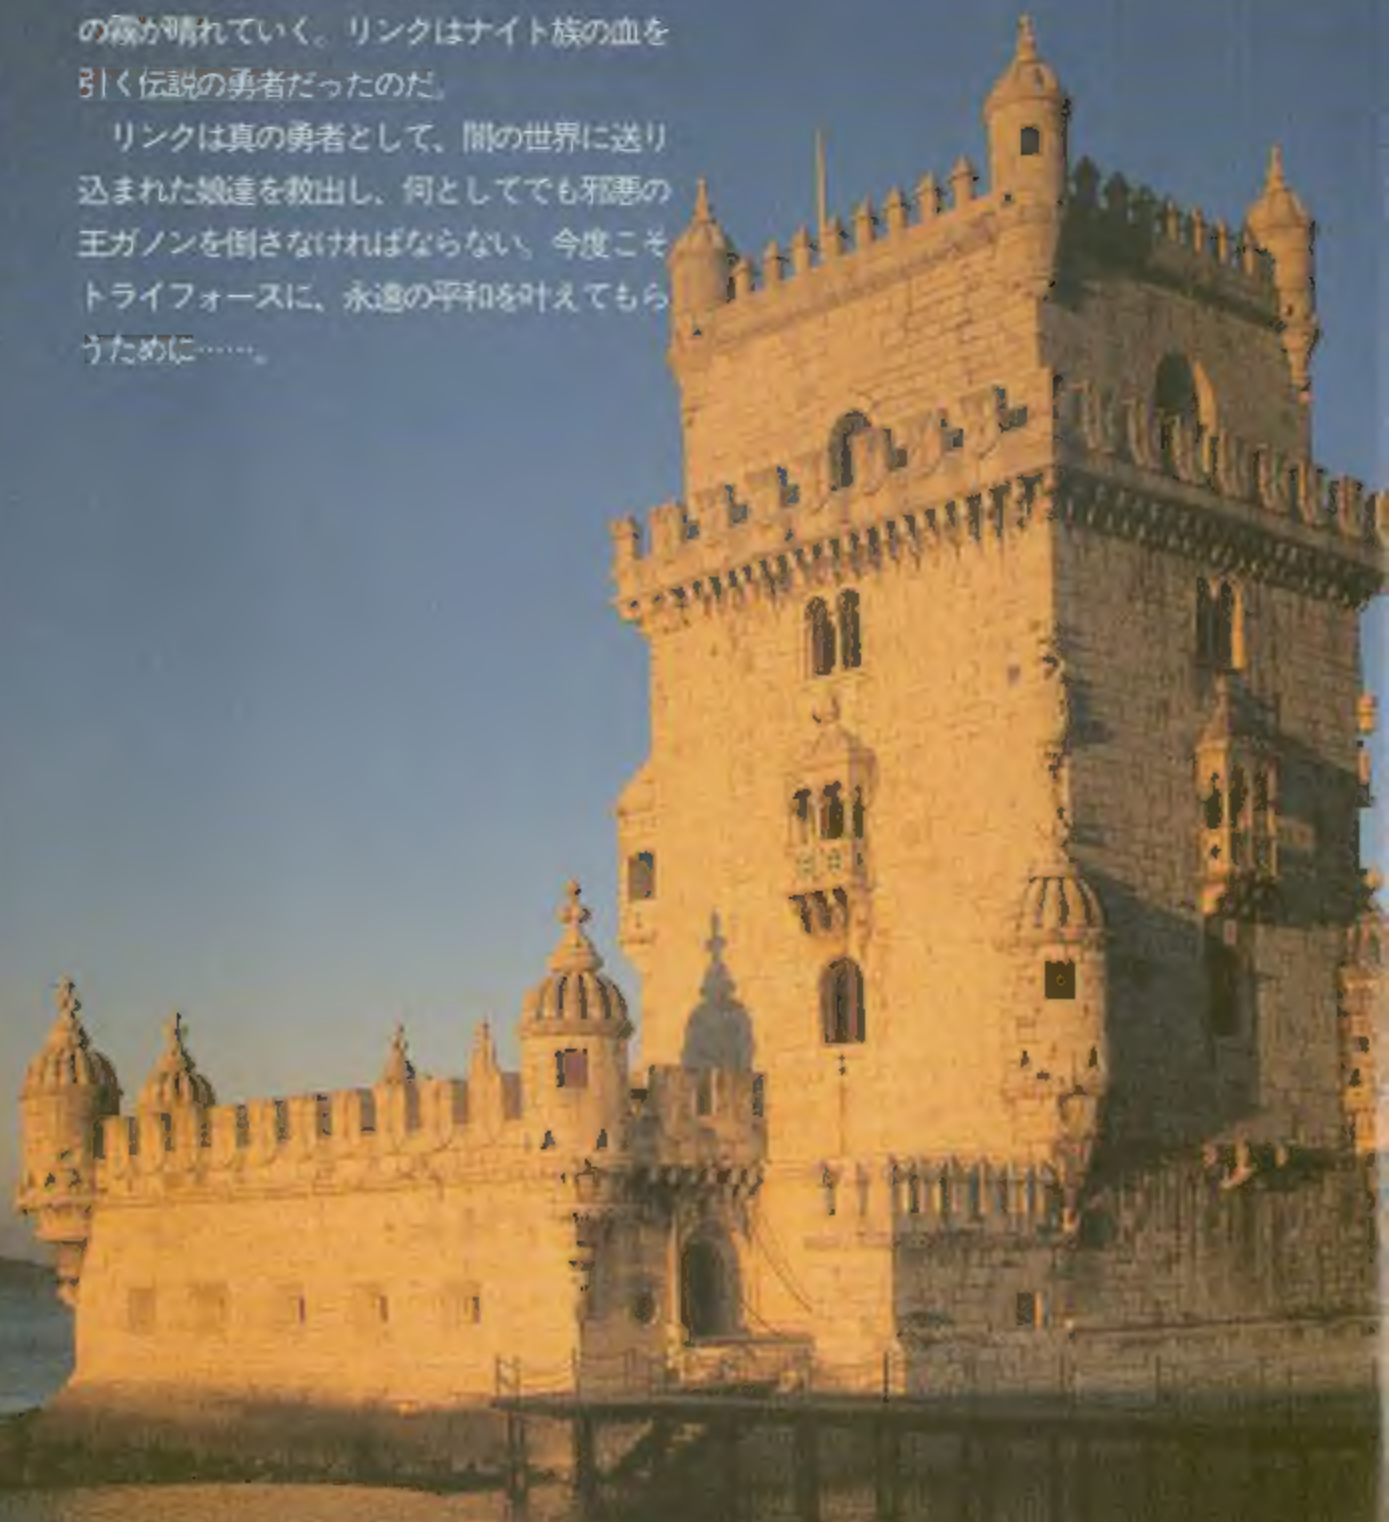 の霧が晴れていく。リンクはナイト族の血を
引く伝説の勇者だったのだ。
リンクは真の勇者として、闇の世界に送り
込まれた娘達を救出し、何としてでも邪悪の
王ガノンを倒さなければならない。今度こそ
トライフォースに、永遠の平和を叶えてもら
うために……。